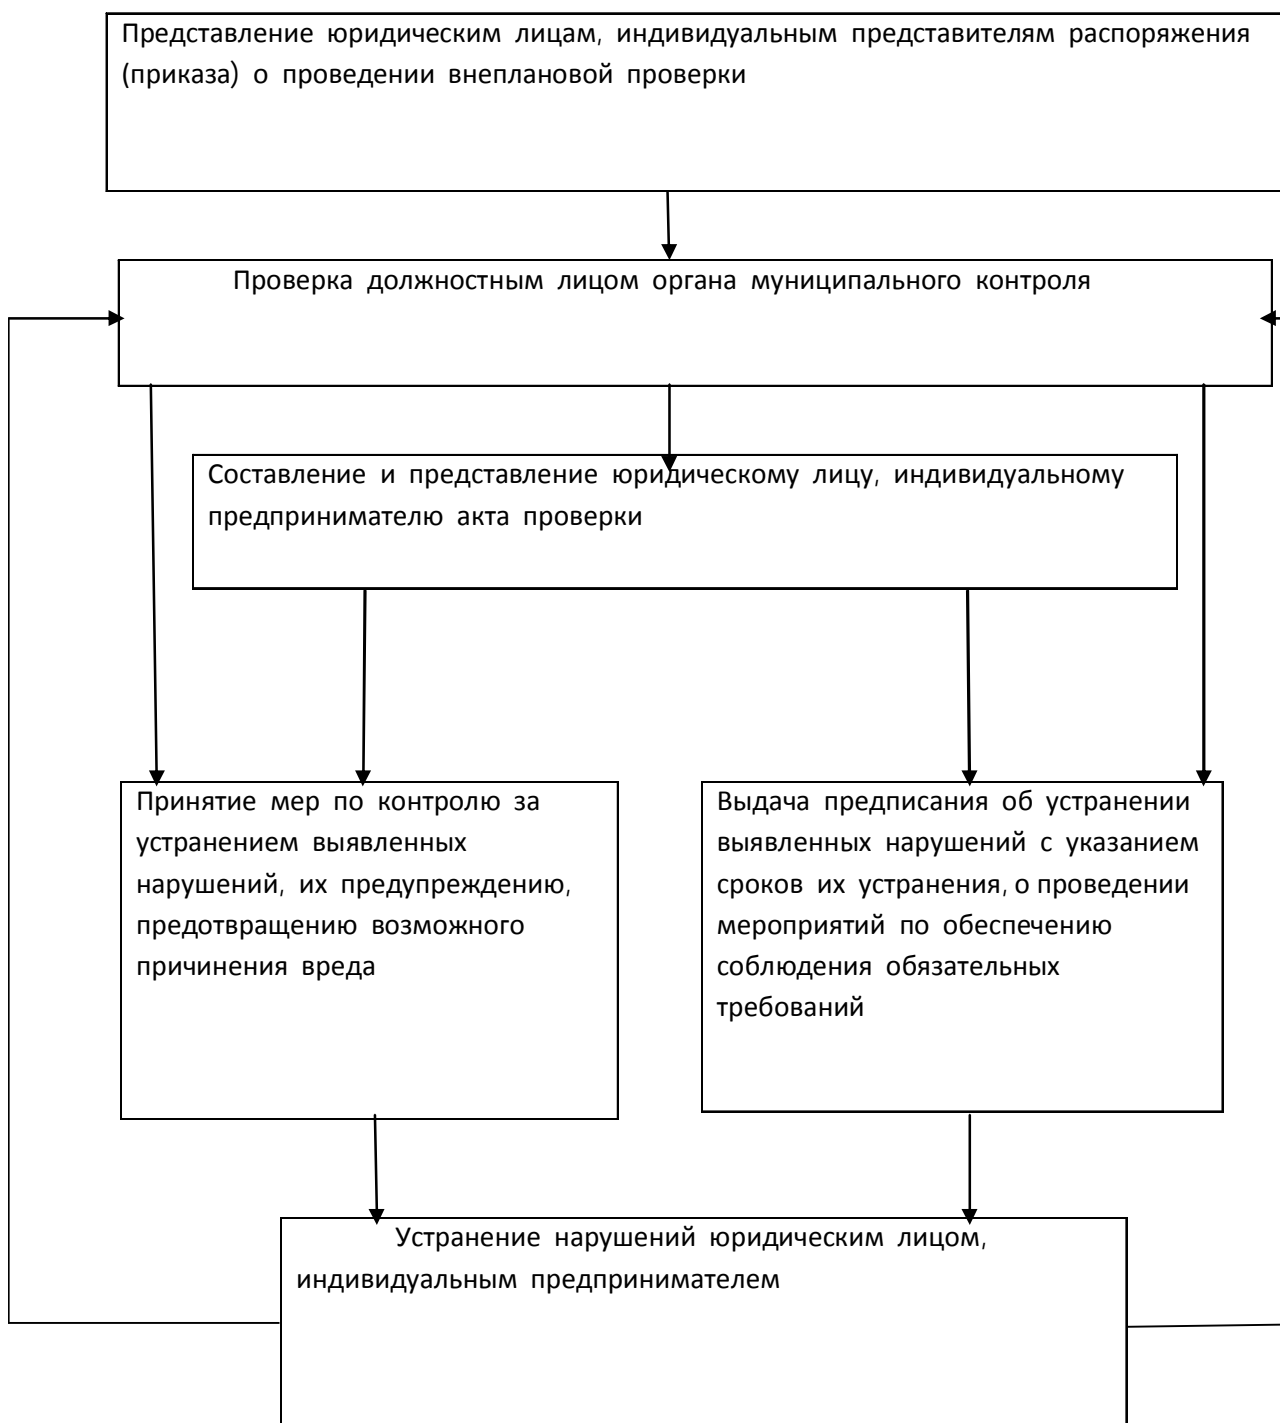 Представление юридическим лицам, индивидуальным представителям распоряжения
(приказа) о проведении внеплановой проверки
Проверка должностным лицом органа муниципального контроля
Составление и представление юридическому лицу, индивидуальному
предпринимателю акта проверки
Принятие мер по контролю за
устранением выявленных
нарушений, их предупреждению,
предотвращению возможного
причинения вреда
Выдача предписания об устранении
выявленных нарушений с указанием
сроков их устранения, о проведении
мероприятий по обеспечению
соблюдения обязательных
требований
Устранение нарушений юридическим лицом,
индивидуальным предпринимателем